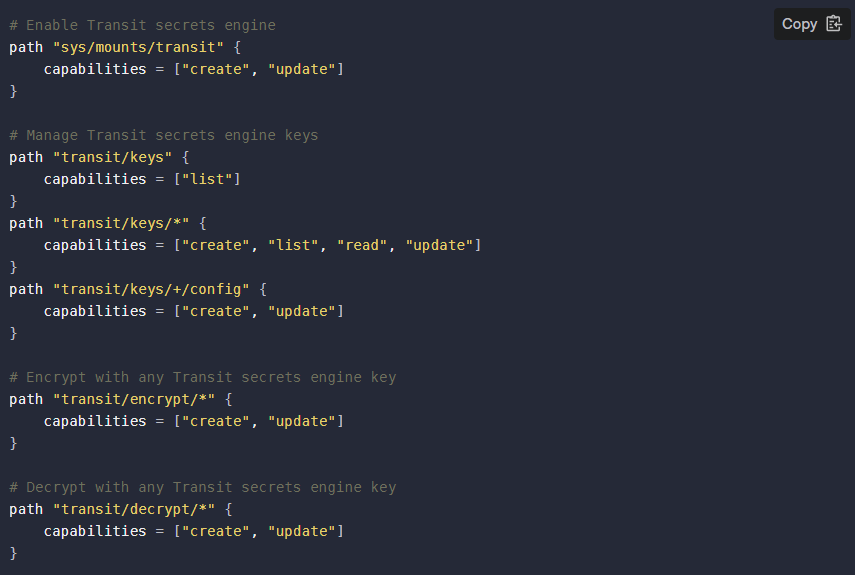 Copy
# Enable Transit secrets engine
path "sys/mounts/transit" {
    capabilities = ["create", "update"]
}

# Manage Transit secrets engine keys
path "transit/keys" {
    capabilities = ["list"]
}
path "transit/keys/*" {
    capabilities = ["create", "list", "read", "update"]
}
path "transit/keys/+/config" {
    capabilities = ["create", "update"]
}

# Encrypt with any Transit secrets engine key
path "transit/encrypt/*" {
    capabilities = ["create", "update"]
}

# Decrypt with any Transit secrets engine key
path "transit/decrypt/*" {
    capabilities = ["create", "update"]
}